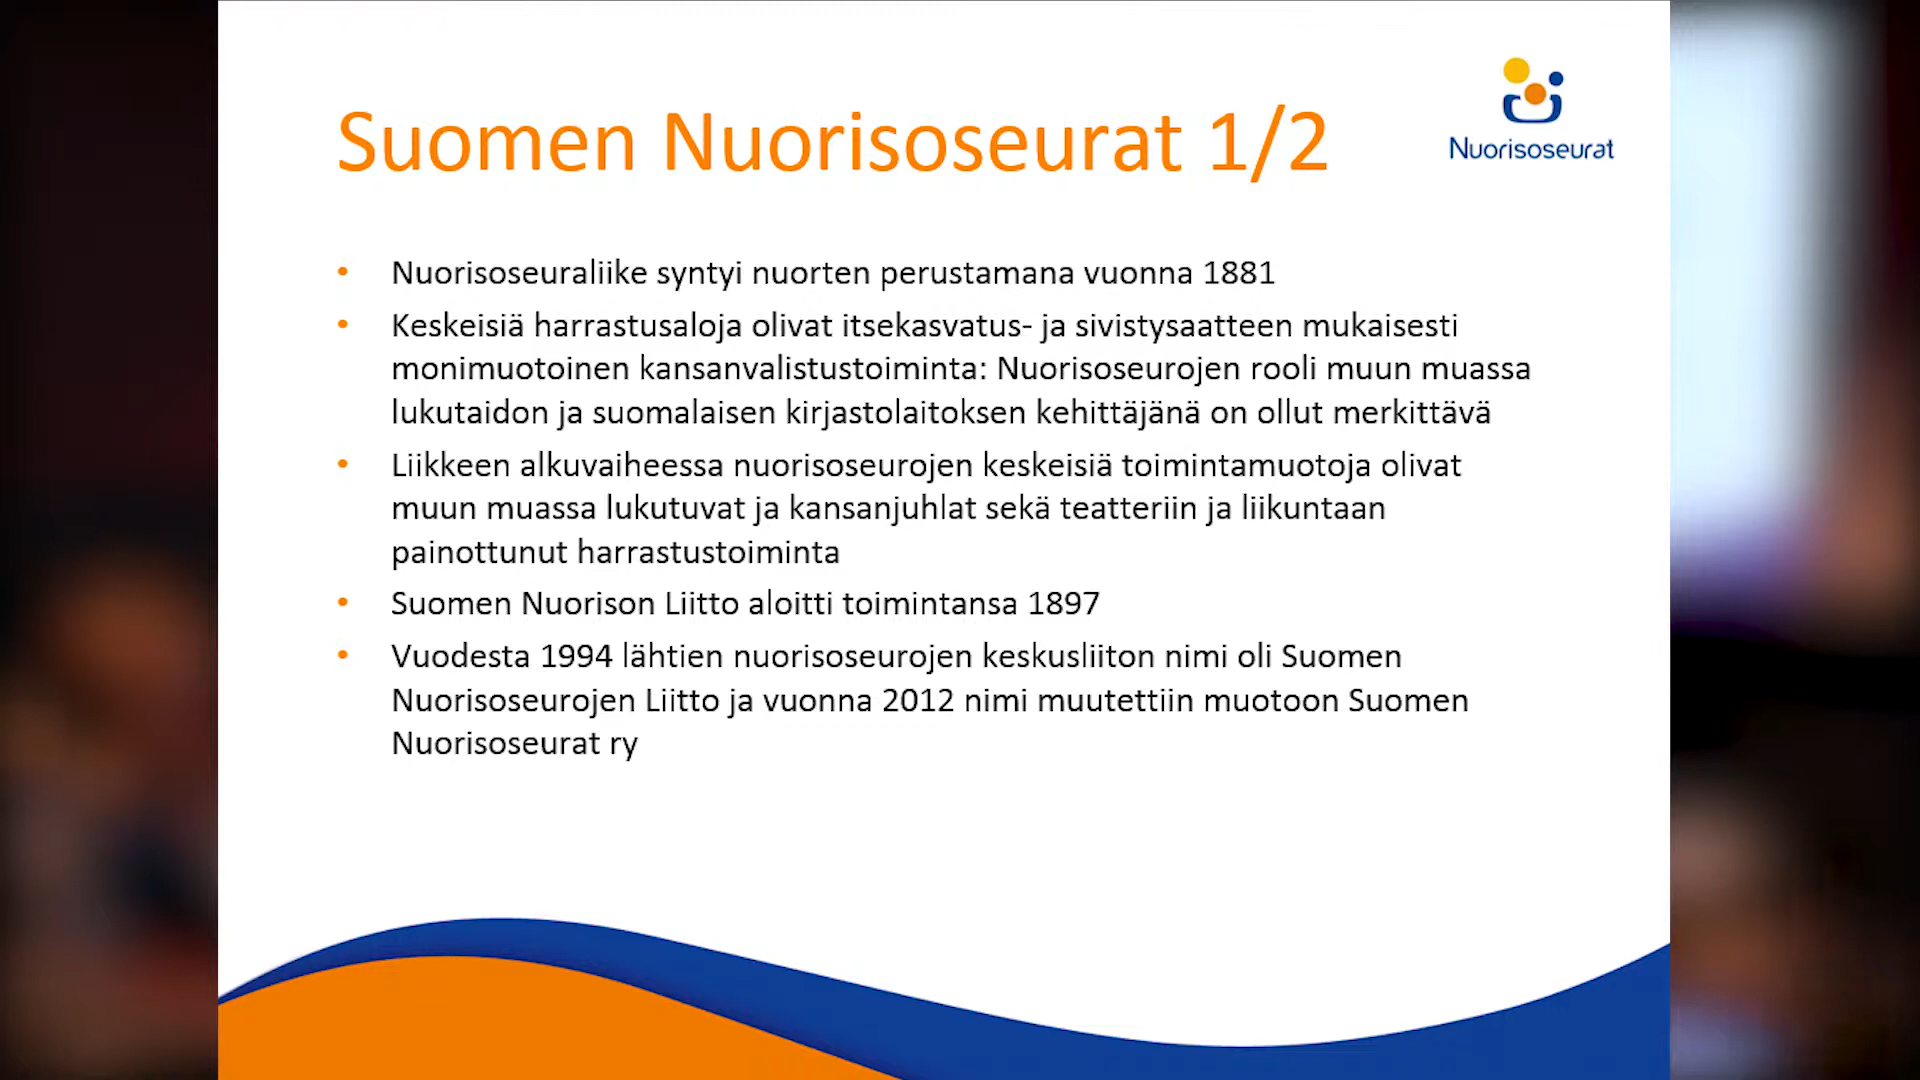 Suomen Nuorisoseurat 1/2
Nuorisoseurat
• Nuorisoseuraliike syntyi nuorten perustamana vuonna 1881
• Keskeisiä harrastusaloja olivat itsekasvatus- ja sivistysaatteen mukaisesti
monimuotoinen kansanvalistustoiminta: Nuorisoseurojen rooli muun muassa
lukutaidon ja suomalaisen kirjastolaitoksen kehittäjänä on ollut merkittävä
• Liikkeen alkuvaiheessa nuorisoseurojen keskeisiä toimintamuotoja olivat
muun muassa lukutuvat ja kansanjuhlat sekä teatteriin ja liikuntaan
painottunut harrastustoiminta
• Suomen Nuorison Liitto aloitti toimintansa 1897
• Vuodesta 1994 lähtien nuorisoseurojen keskusliiton nimi oli Suomen
Nuorisoseurojen Liitto ja vuonna 2012 nimi muutettiin muotoon Suomen
Nuorisoseurat ry